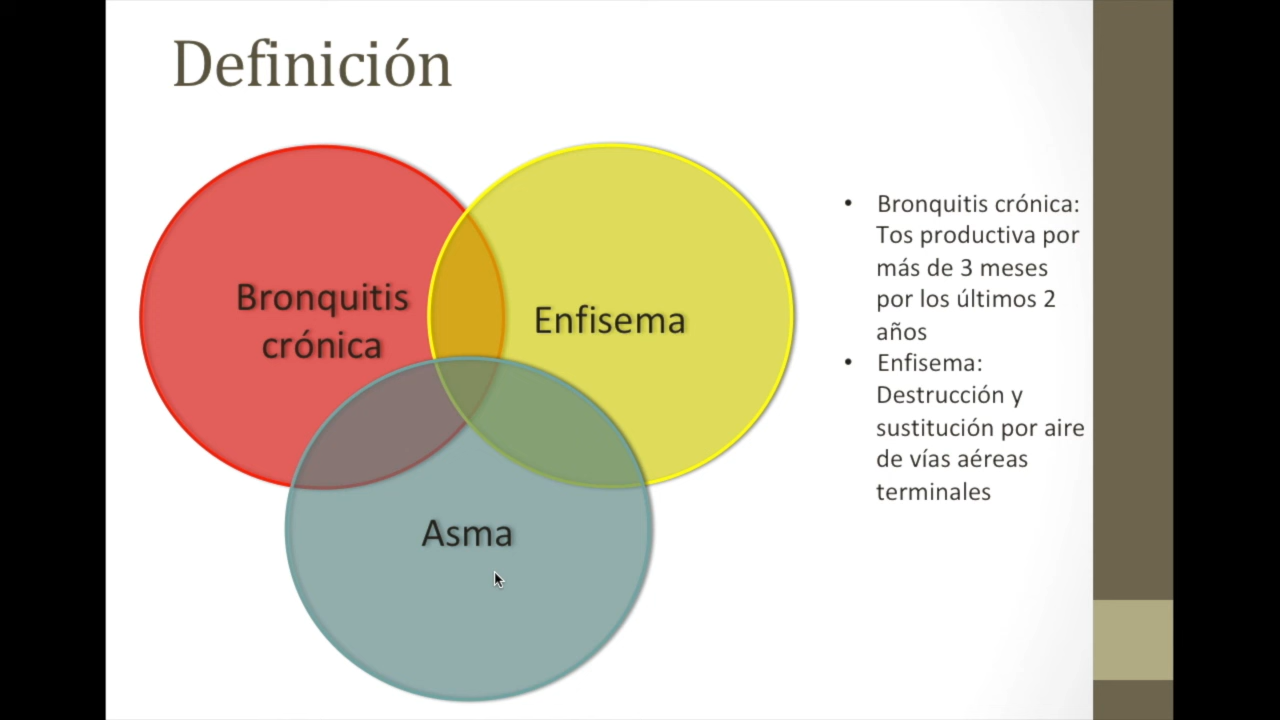 Definición
Bronquitis
crónica
Enfisema
Asma
• Bronquitis crónica:
Tos productiva por
más de 3 meses
por los últimos 2
años
• Enfisema:
Destrucción y
sustitución por aire
de vías aéreas
terminales